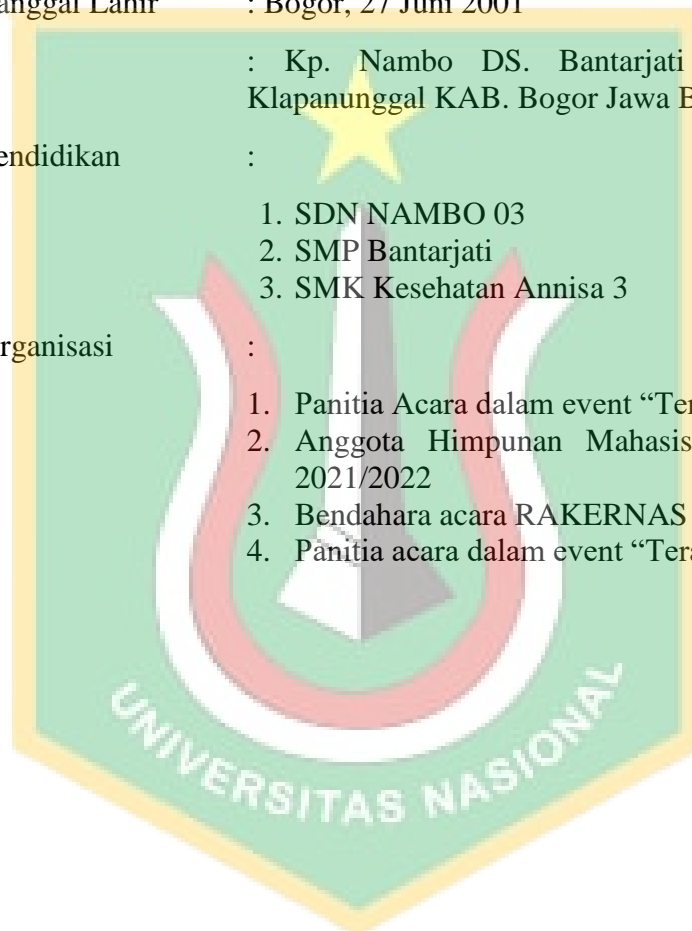 anggal Lahir : Bogor, 27 Juni 2001
: Kp. Nambo DS. Bantarjati
Klapanunggal KAB. Bogor Jawa B
endidikan :
1. SDN NAMBO 03
2. SMP Bantarjati
3. SMK Kesehatan Annisa 3
rganisasi :
1. Panitia Acara dalam event “Ter
2. Anggota Himpunan Mahasis
2021/2022
3. Bendahara acara RAKERNAS
4. Panitia acara dalam event “Tera
UNIVERSITAS NASIONAL